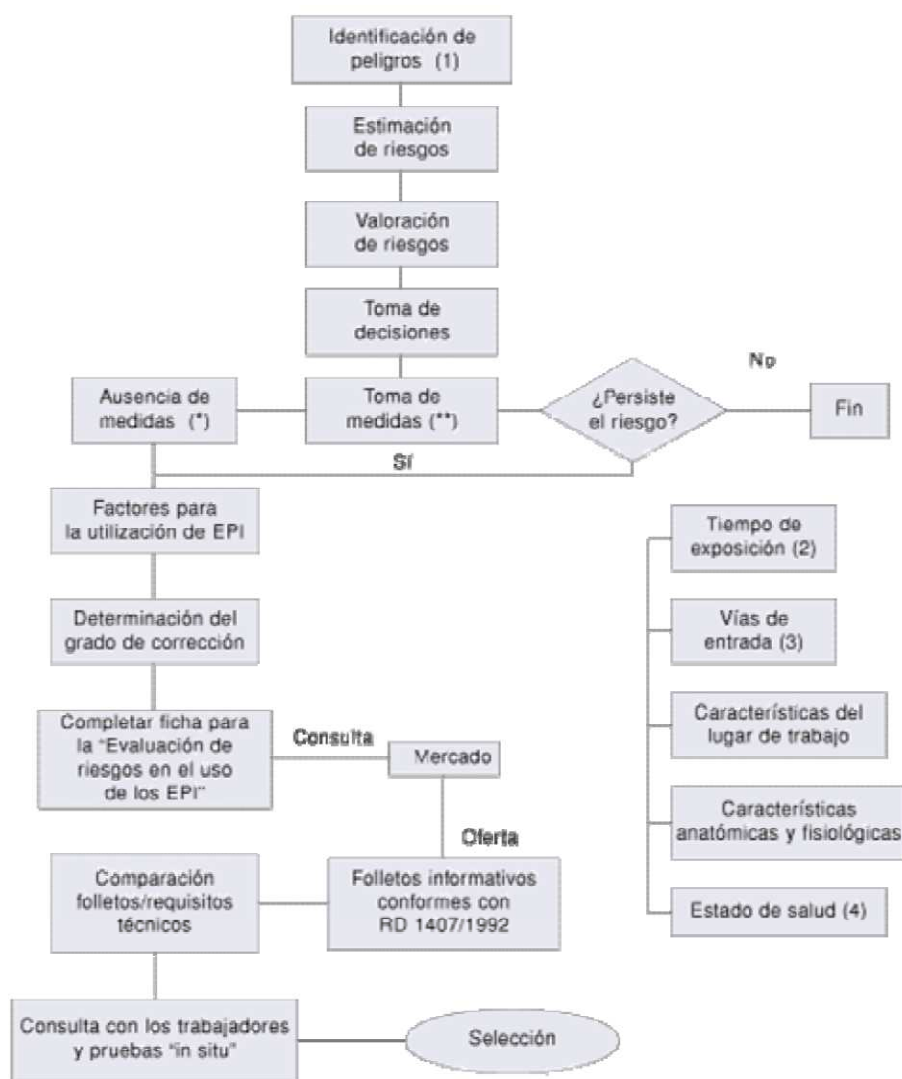 Identificación de
peligros (1)
Estimación
de riesgos
Valoración
de riesgos
Toma de
decisiones
Ausencia de
medidas (*)
Toma de
medidas (**)
¿Persiste
el riesgo?
No
Fin
Sí
Factores para
la utilización de EPI
Determinación del
grado de corrección
Completar ficha para
la "Evaluación de
riesgos en el uso
de los EPI"
Consulta
Mercado
Oferta
Folletos informativos
conformes con
RD 1407/1992
Comparación
folletos/requisitos
técnicos
Consulta con los trabajadores
y pruebas "in situ"
Selección
Tiempo de
exposición (2)
Vías de
entrada (3)
Características del
lugar de trabajo
Características
anatómicas y fisiológicas
Estado de salud (4)